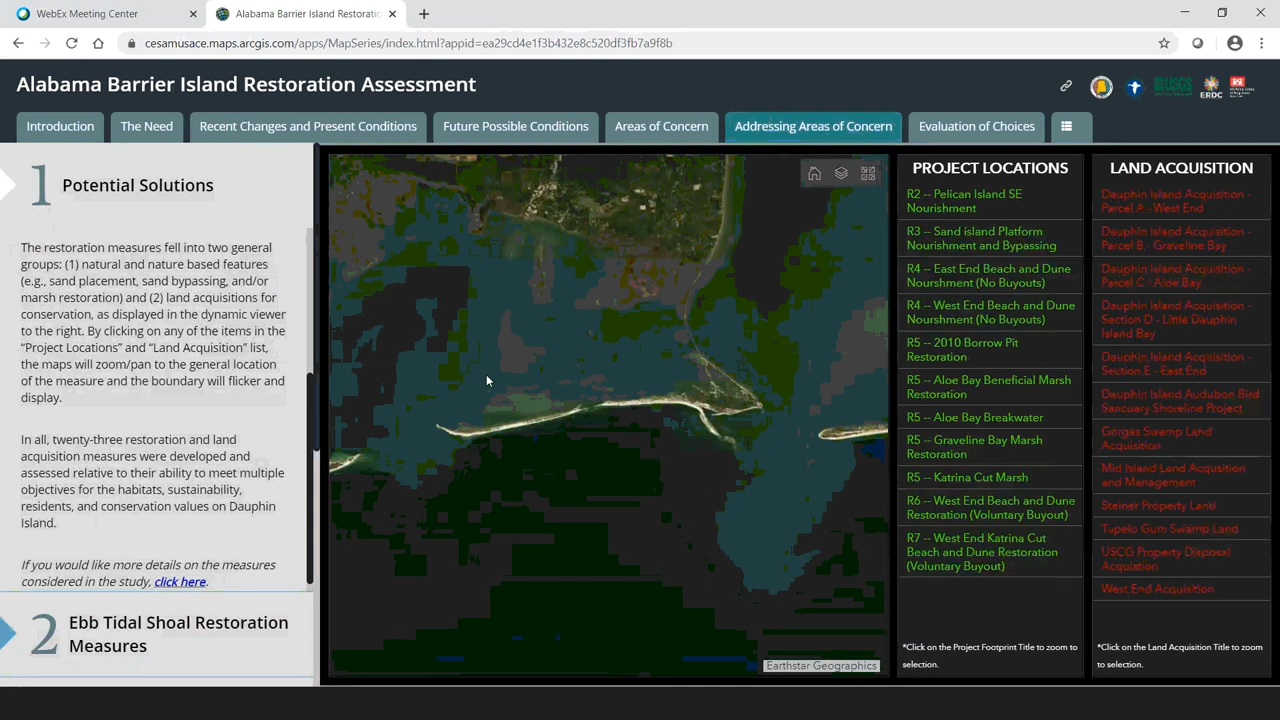 WebEx Meeting Center
Alabama Barrier Island Restoratio
cesamusace.maps.arcgis.com/apps/MapSeries/index.html?appid=ea29cd4e1f3b432e8c520df3fb7a9f8b
Alabama Barrier Island Restoration Assessment
USGS
ERDC
Introduction
The Need
Recent Changes and Present Conditions
Future Possible Conditions
Areas of Concern
Addressing Areas of Concern
Evaluation of Choices
1
Potential Solutions
The restoration measures fell into two general
groups: (1) natural and nature based features
(e.g., sand placement, sand bypassing, and/or
marsh restoration) and (2) land acquisitions for
conservation, as displayed in the dynamic viewer
to the right. By clicking on any of the items in the
“Project Locations” and “Land Acquisition” list,
the maps will zoom/pan to the general location
of the measure and the boundary will flicker and
display.
In all, twenty-three restoration and land
acquisition measures were developed and
assessed relative to their ability to meet multiple
objectives for the habitats, sustainability,
residents, and conservation values on Dauphin
Island.
If you would like more details on the measures
considered in the study, click here.
2
Ebb Tidal Shoal Restoration
Measures
Earthstar Geographics
PROJECT LOCATIONS
R2 -- Pelican Island SE
Nourishment
R3 -- Sand island Platform
Nourishment and Bypassing
R4 -- East End Beach and Dune
Nourishment (No Buyouts)
R4 -- West End Beach and Dune
Nourshment (No Buyouts)
R5 -- 2010 Borrow Pit
Restoration
R5 -- Aloe Bay Beneficial Marsh
Restoration
R5 -- Aloe Bay Breakwater
R5 -- Graveline Bay Marsh
Restoration
R5 -- Katrina Cut Marsh
R6 -- West End Beach and Dune
Restoration (Voluntary Buyout)
R7 -- West End Katrina Cut
Beach and Dune Restoration
(Voluntary Buyout)
*Click on the Project Footprint Title to zoom to
selection.
LAND ACQUISITION
Dauphin Island Acquisition -
Parcel A - West End
Dauphin Island Acquisition -
Parcel B - Graveline Bay
Dauphin Island Acquisition -
Parcel C - Aloe Bay
Dauphin Island Acquisition -
Section D - Little Dauphin
Island Bay
Dauphin Island Acquisition -
Section E - East End
Dauphin Island Audubon Bird
Sancuary Shoreline Project
Gorgas Swamp Land
Acquisition
Mid Island Land Acqusition
and Management
Steiner Property Land
Tupelo Gum Swamp Land
USCG Property Disposal
Acquistion
West End Acquisition
*Click on the Land Acquisition Title to zoom
to selection.